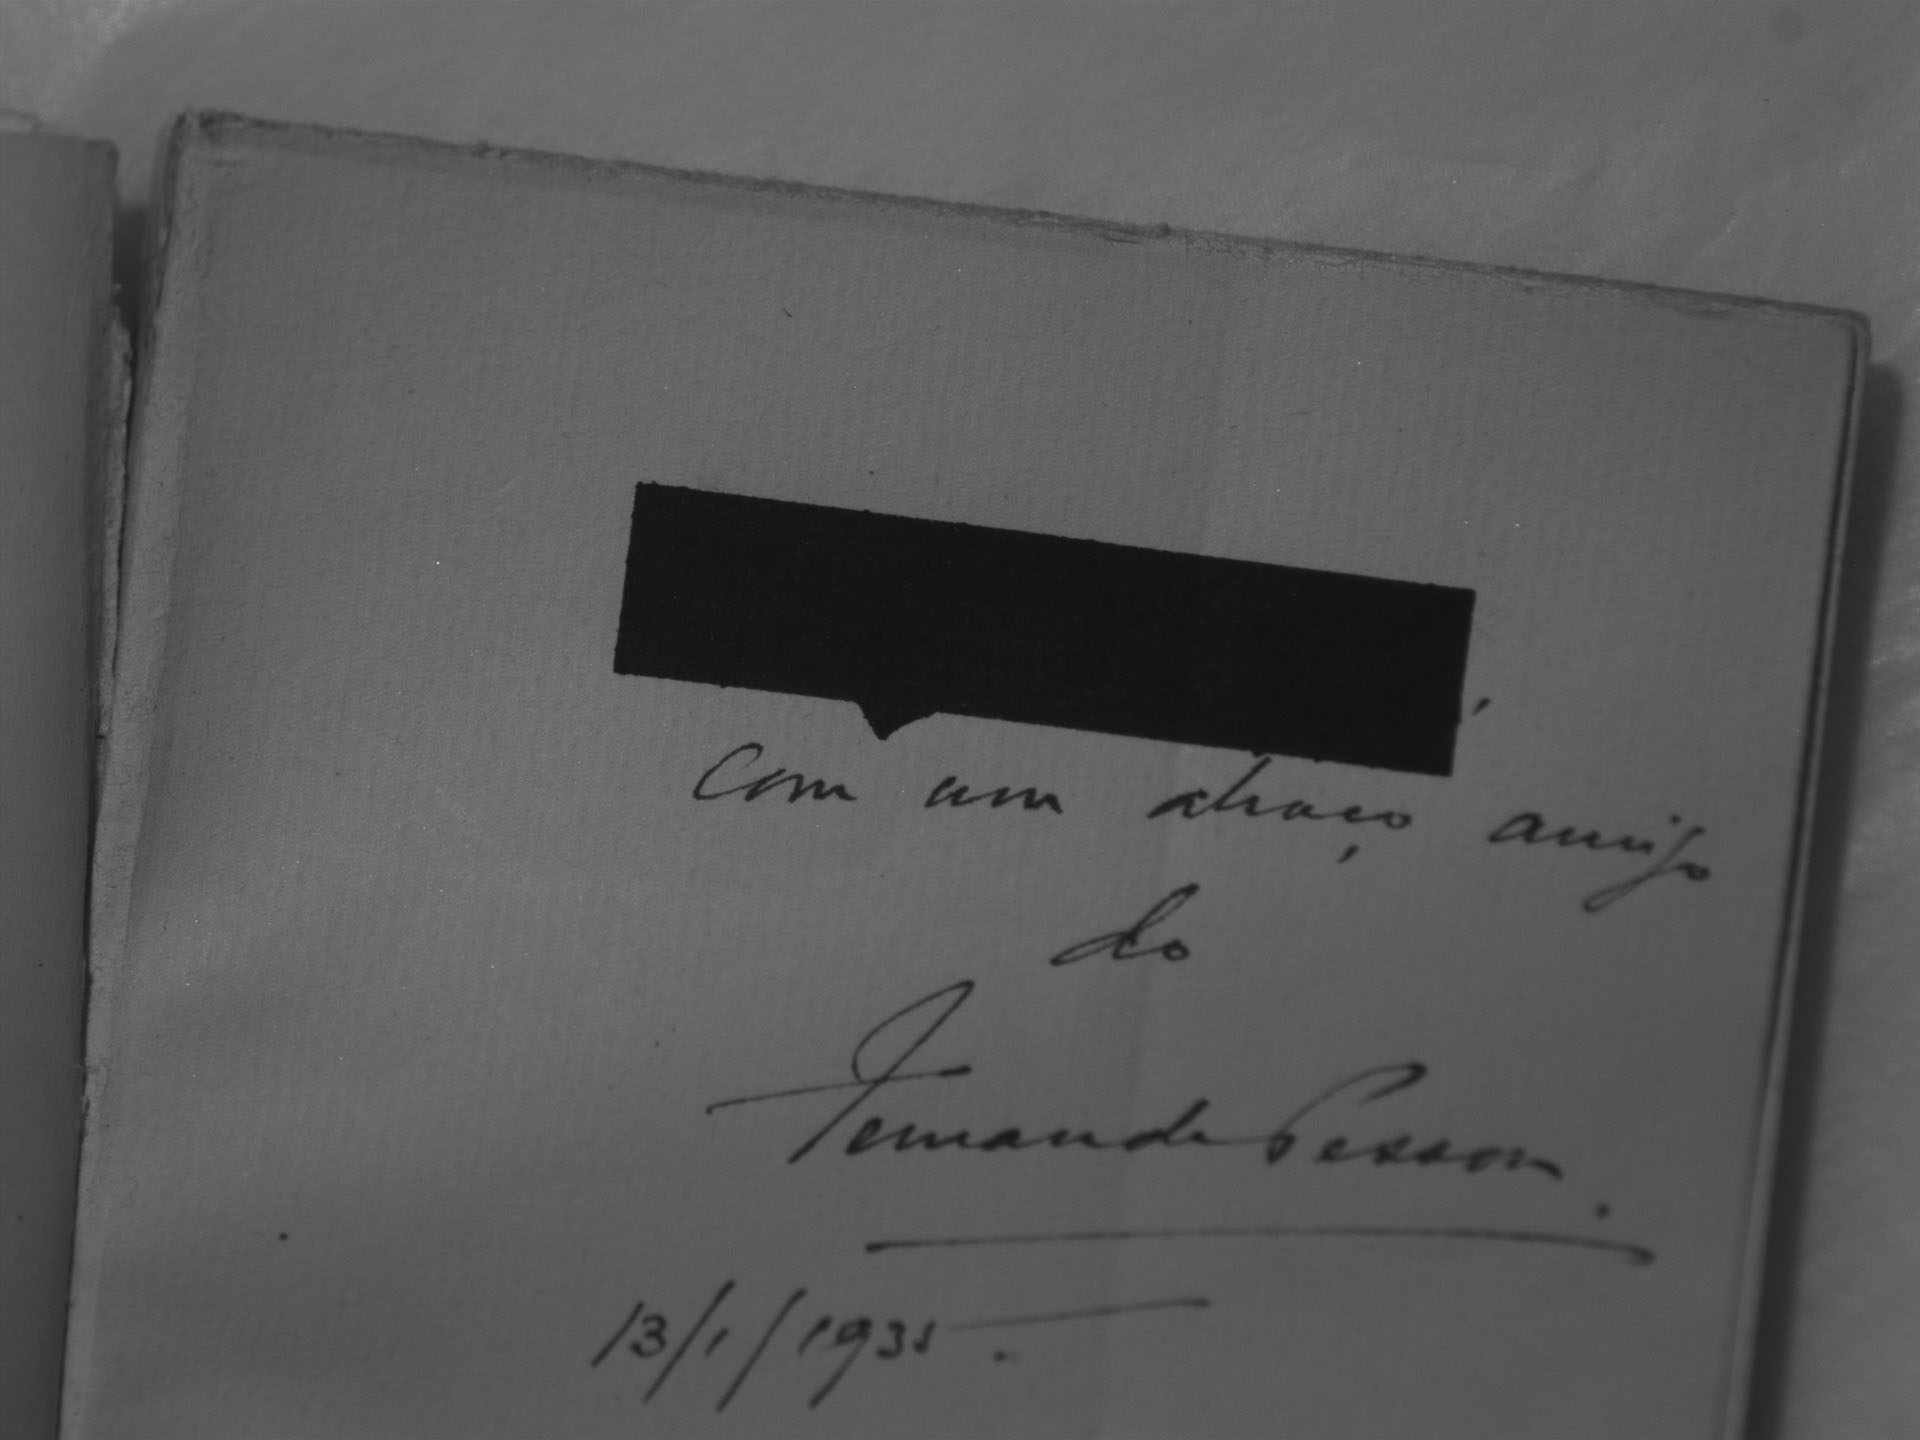 ,
Com um abraço amigo
do
Fernando Pessoa.
13/1/1935.